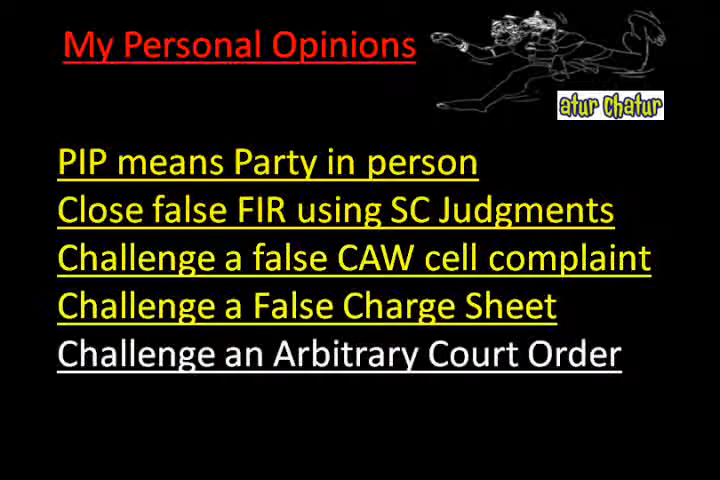 My Personal Opinions
atur chatur
PIP means Party in person
Close false FIR using SC Judgments
Challenge a false CAW cell complaint
Challenge a False Charge Sheet
Challenge an Arbitrary Court Order